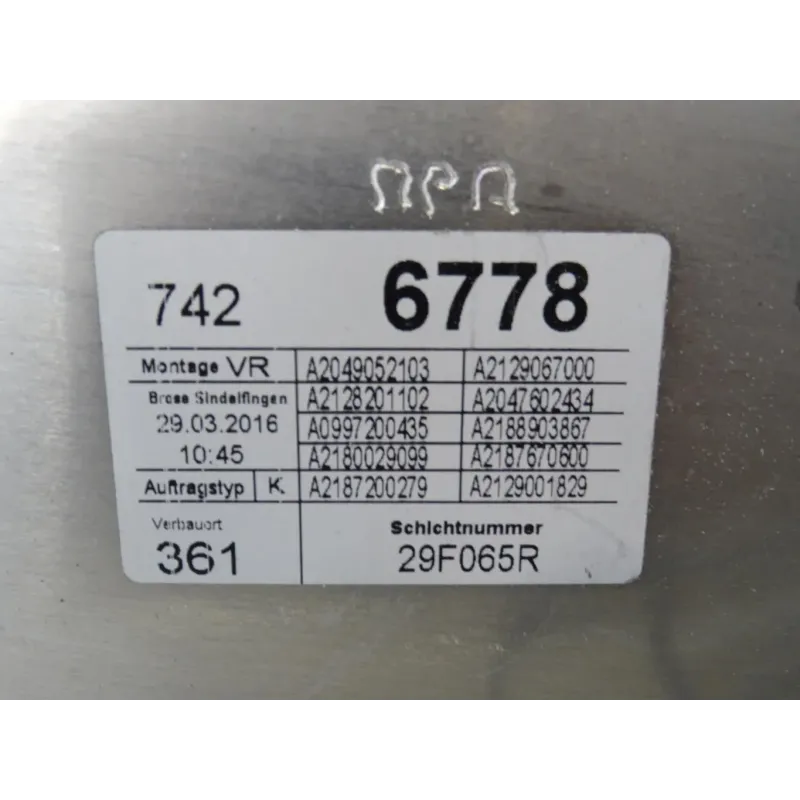 ПРД
742 6778
Montage VR A2049052103 A2129067000
Brose Sindelfingen A2128201102 A2047602434
29.03.2016 A0997200435 A2188903867
10:45 A2180029099 A2187670600
Auftragstyp K A2187200279 A2129001829
Verbauort Schichtnummer
361 29F065R